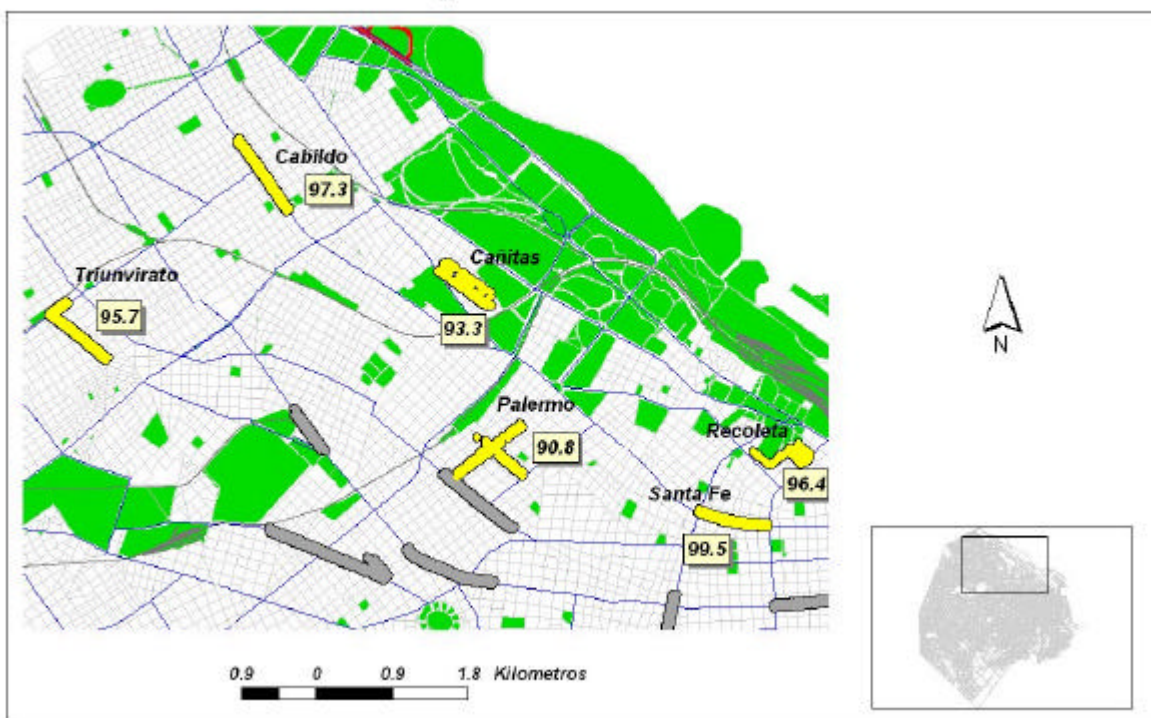 Cabildo
97.3
Cañitas
93.3
Triunvirato
95.7
Palermo
90.8
Recoleta
96.4
Santa Fe
99.5
N
0.9 0 0.9 1.8 Kilometros